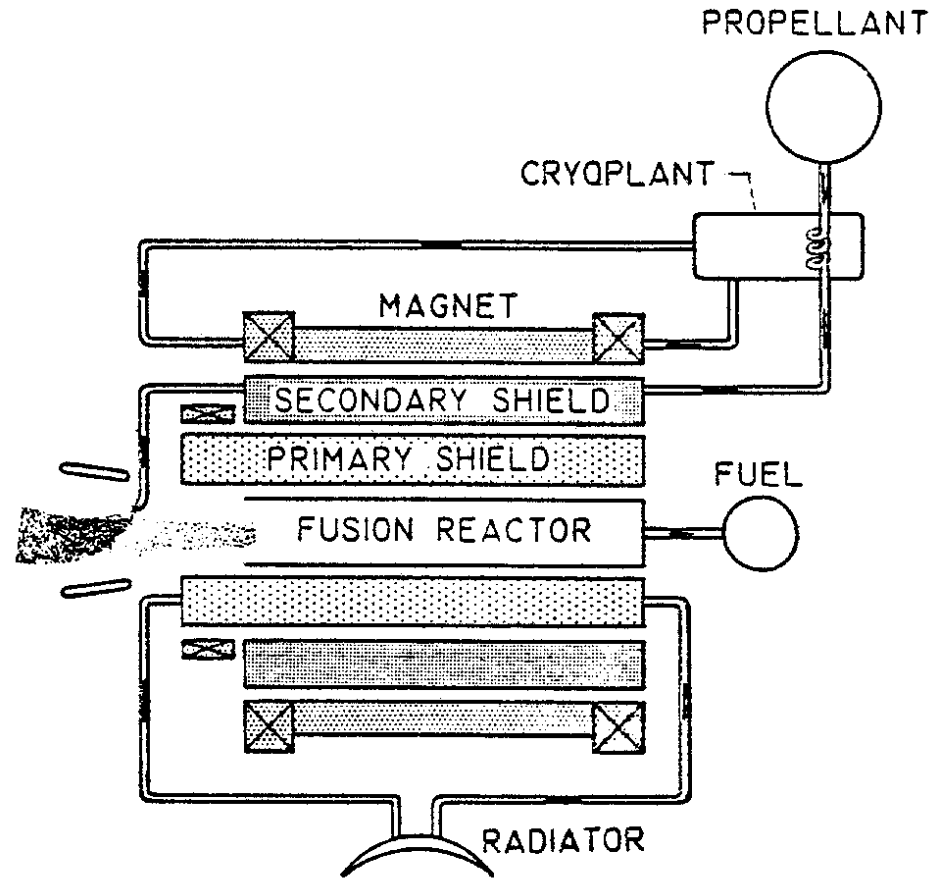 PROPELLANT
CRYOPLANT
MAGNET
SECONDARY SHIELD
PRIMARY SHIELD
FUEL
FUSION REACTOR
RADIATOR